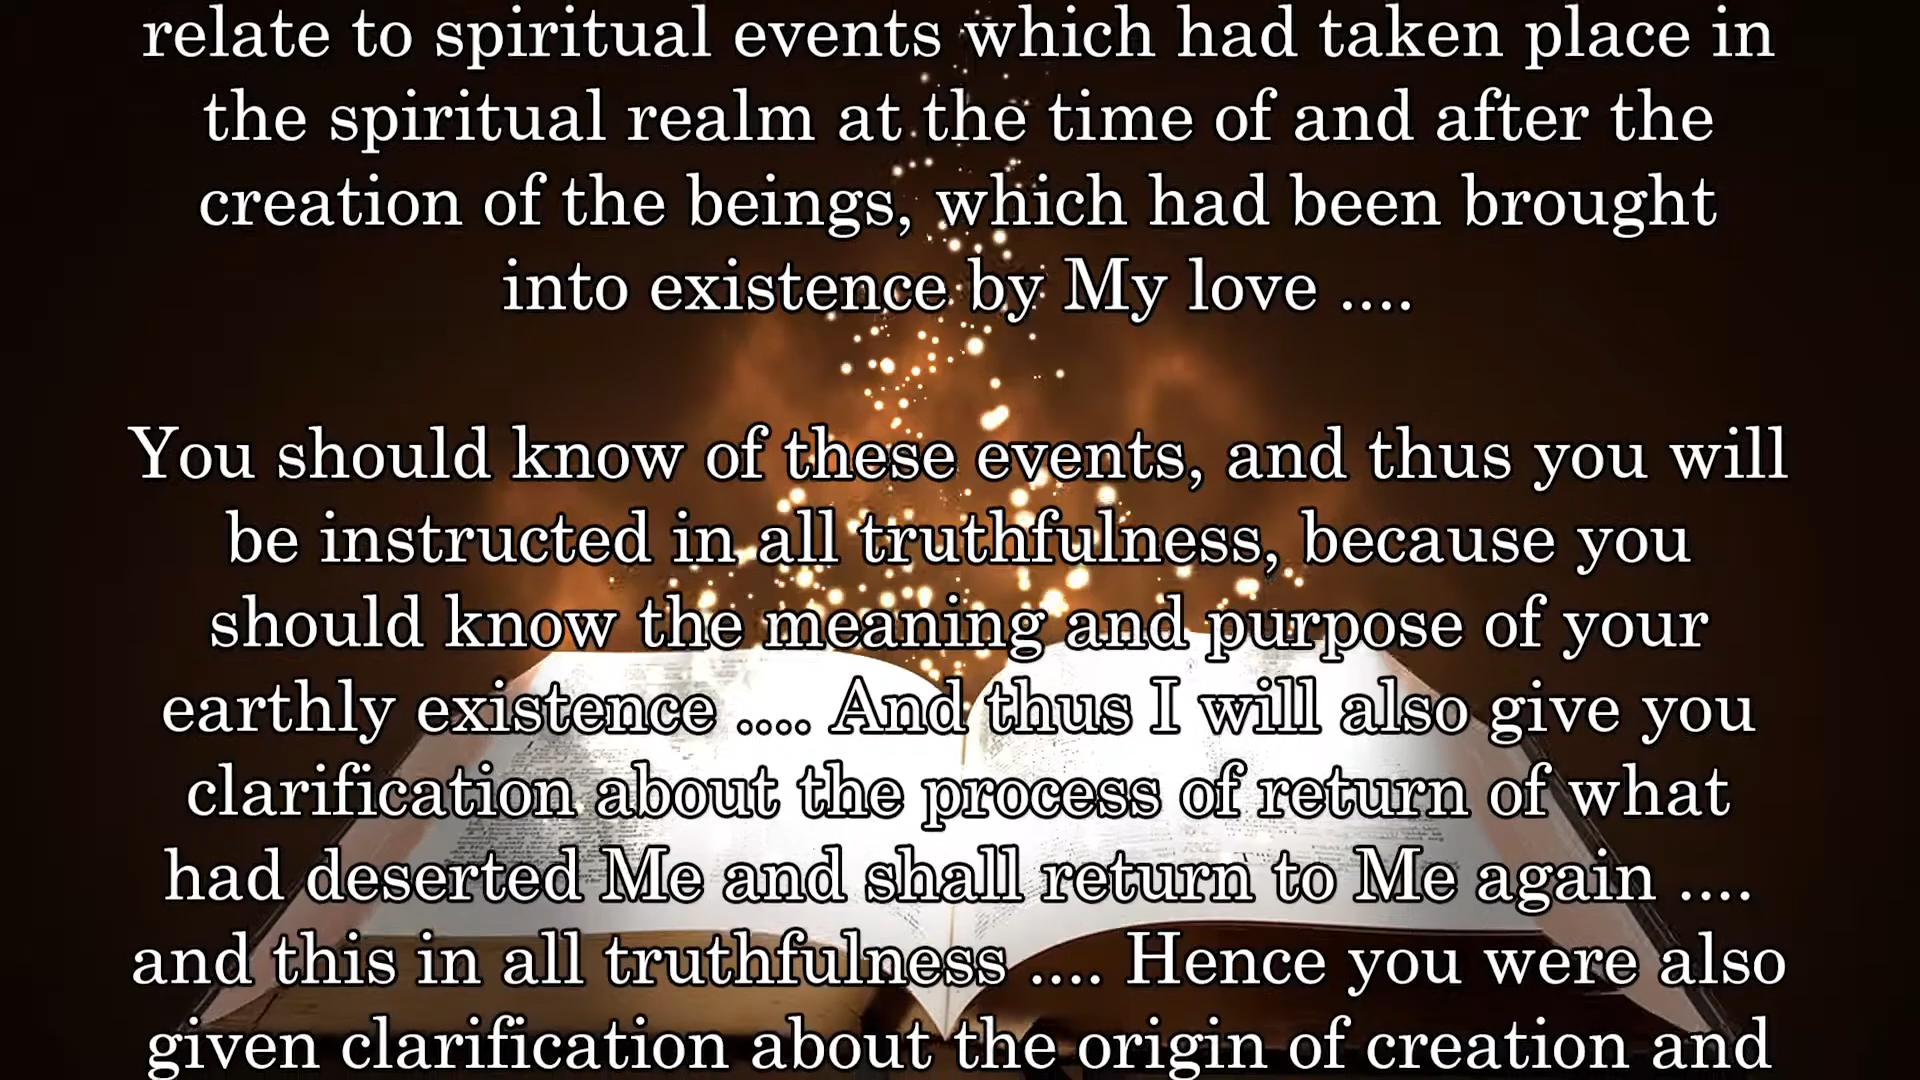 relate to spiritual events which had taken place in
the spiritual realm at the time of and after the
creation of the beings, which had been brought
into existence by My love ....
You should know of these events, and thus you will
be instructed in all truthfulness, because you
should know the meaning and purpose of your
earthly existence .... And thus I will also give you
clarification about the process of return of what
had deserted Me and shall return to Me again ....
and this in all truthfulness .... Hence you were also
given clarification about the origin of creation and